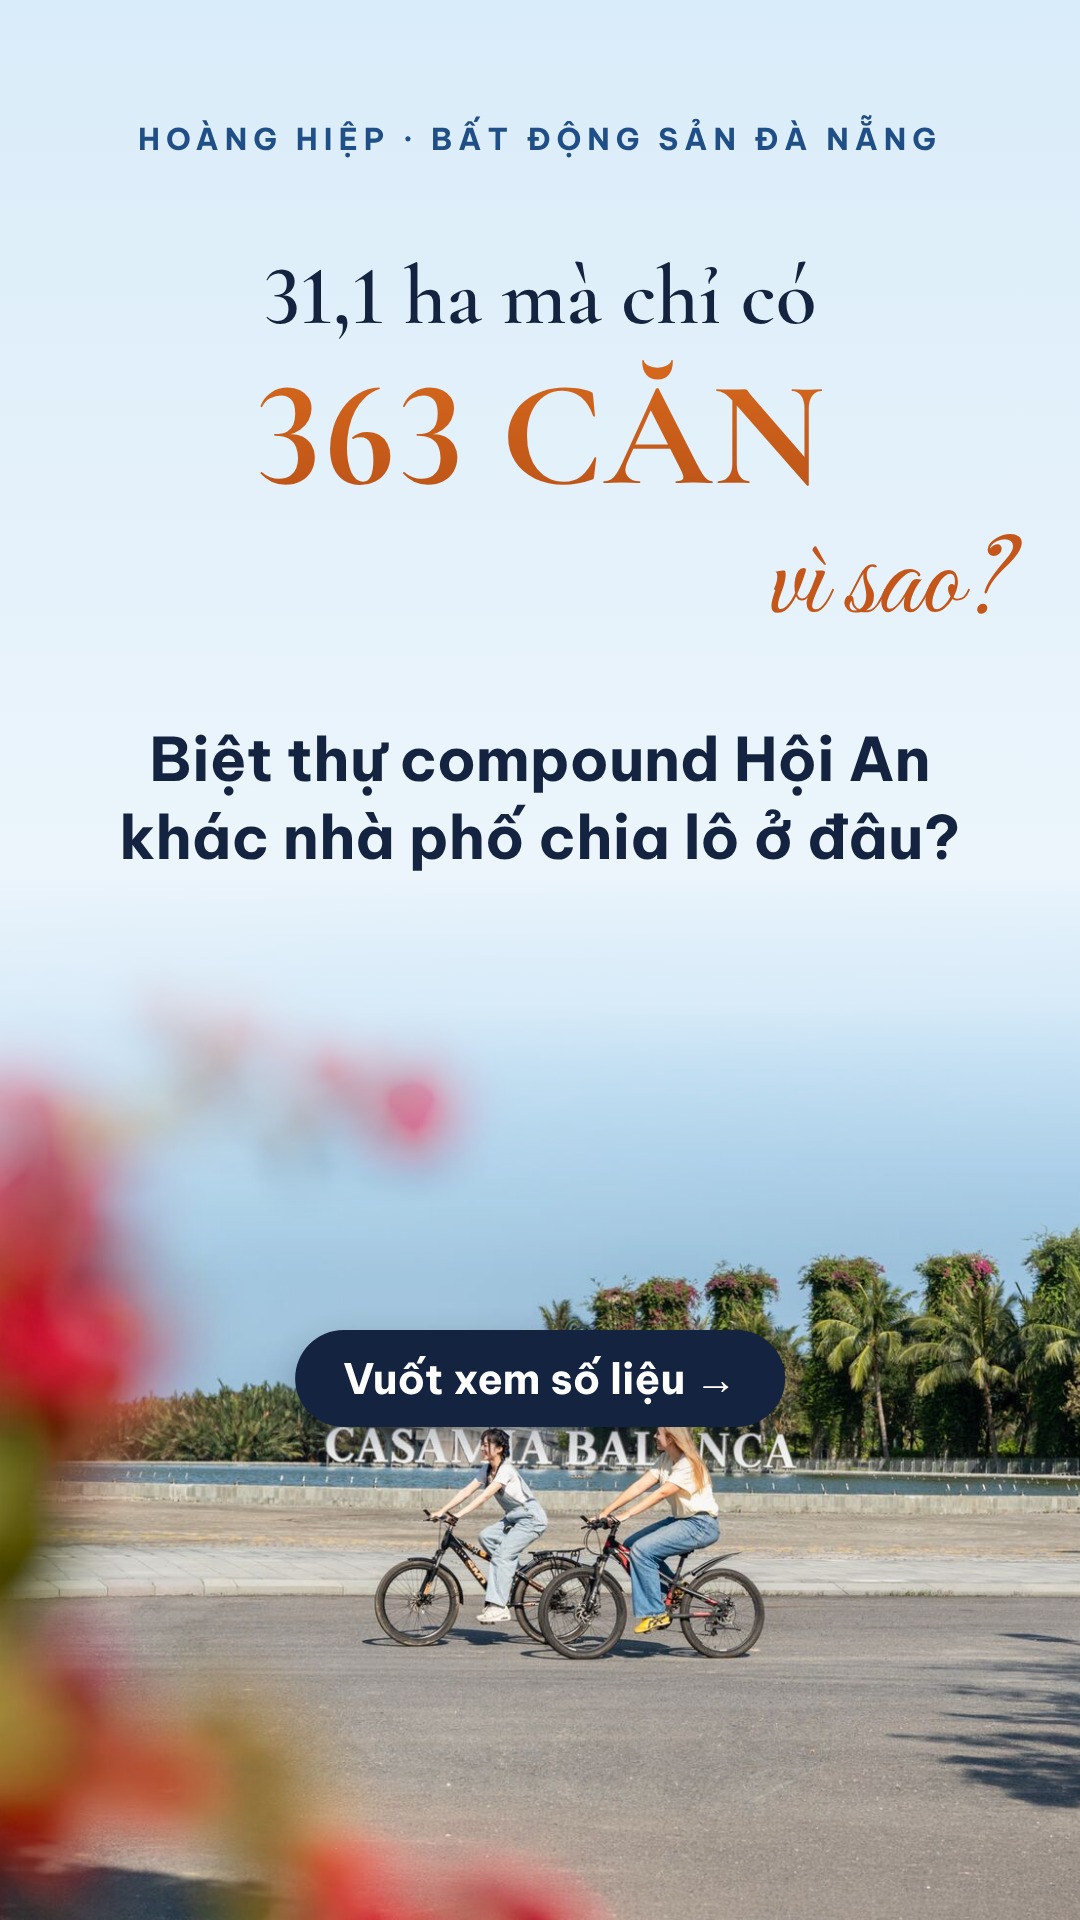 HOÀNG HIỆP · BẤT ĐỘNG SẢN ĐÀ NẴNG
31,1 ha mà chỉ có
363 CĂN
vì sao?
Biệt thự compound Hội An
khác nhà phố chia lô ở đâu?
Vuốt xem số liệu →